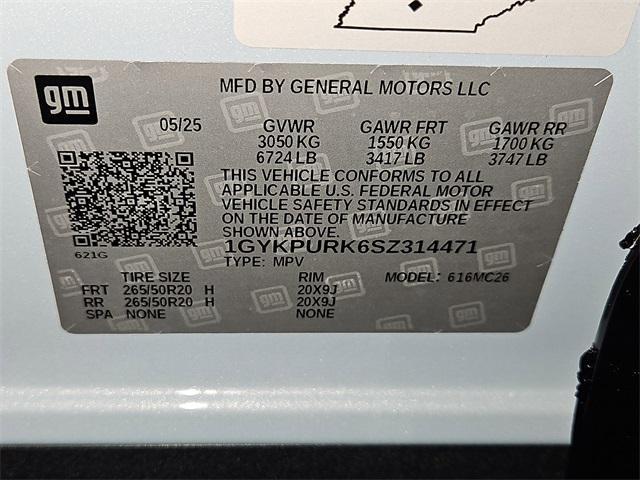 gm
MFD BY GENERAL MOTORS LLC
05/25 GVWR GAWR FRT GAWR RR
3050 KG 1550 KG 1700 KG
6724 LB 3417 LB 3747 LB
THIS VEHICLE CONFORMS TO ALL
APPLICABLE U.S. FEDERAL MOTOR
VEHICLE SAFETY STANDARDS IN EFFECT
ON THE DATE OF MANUFACTURE
SHOWN ABOVE.
1GYKPURK6SZ314471
621G
TYPE: MPV MODEL: 616MC26
TIRE SIZE RIM
FRT 265/50R20 H 20X9J
RR 265/50R20 H 20X9J
SPA NONE NONE